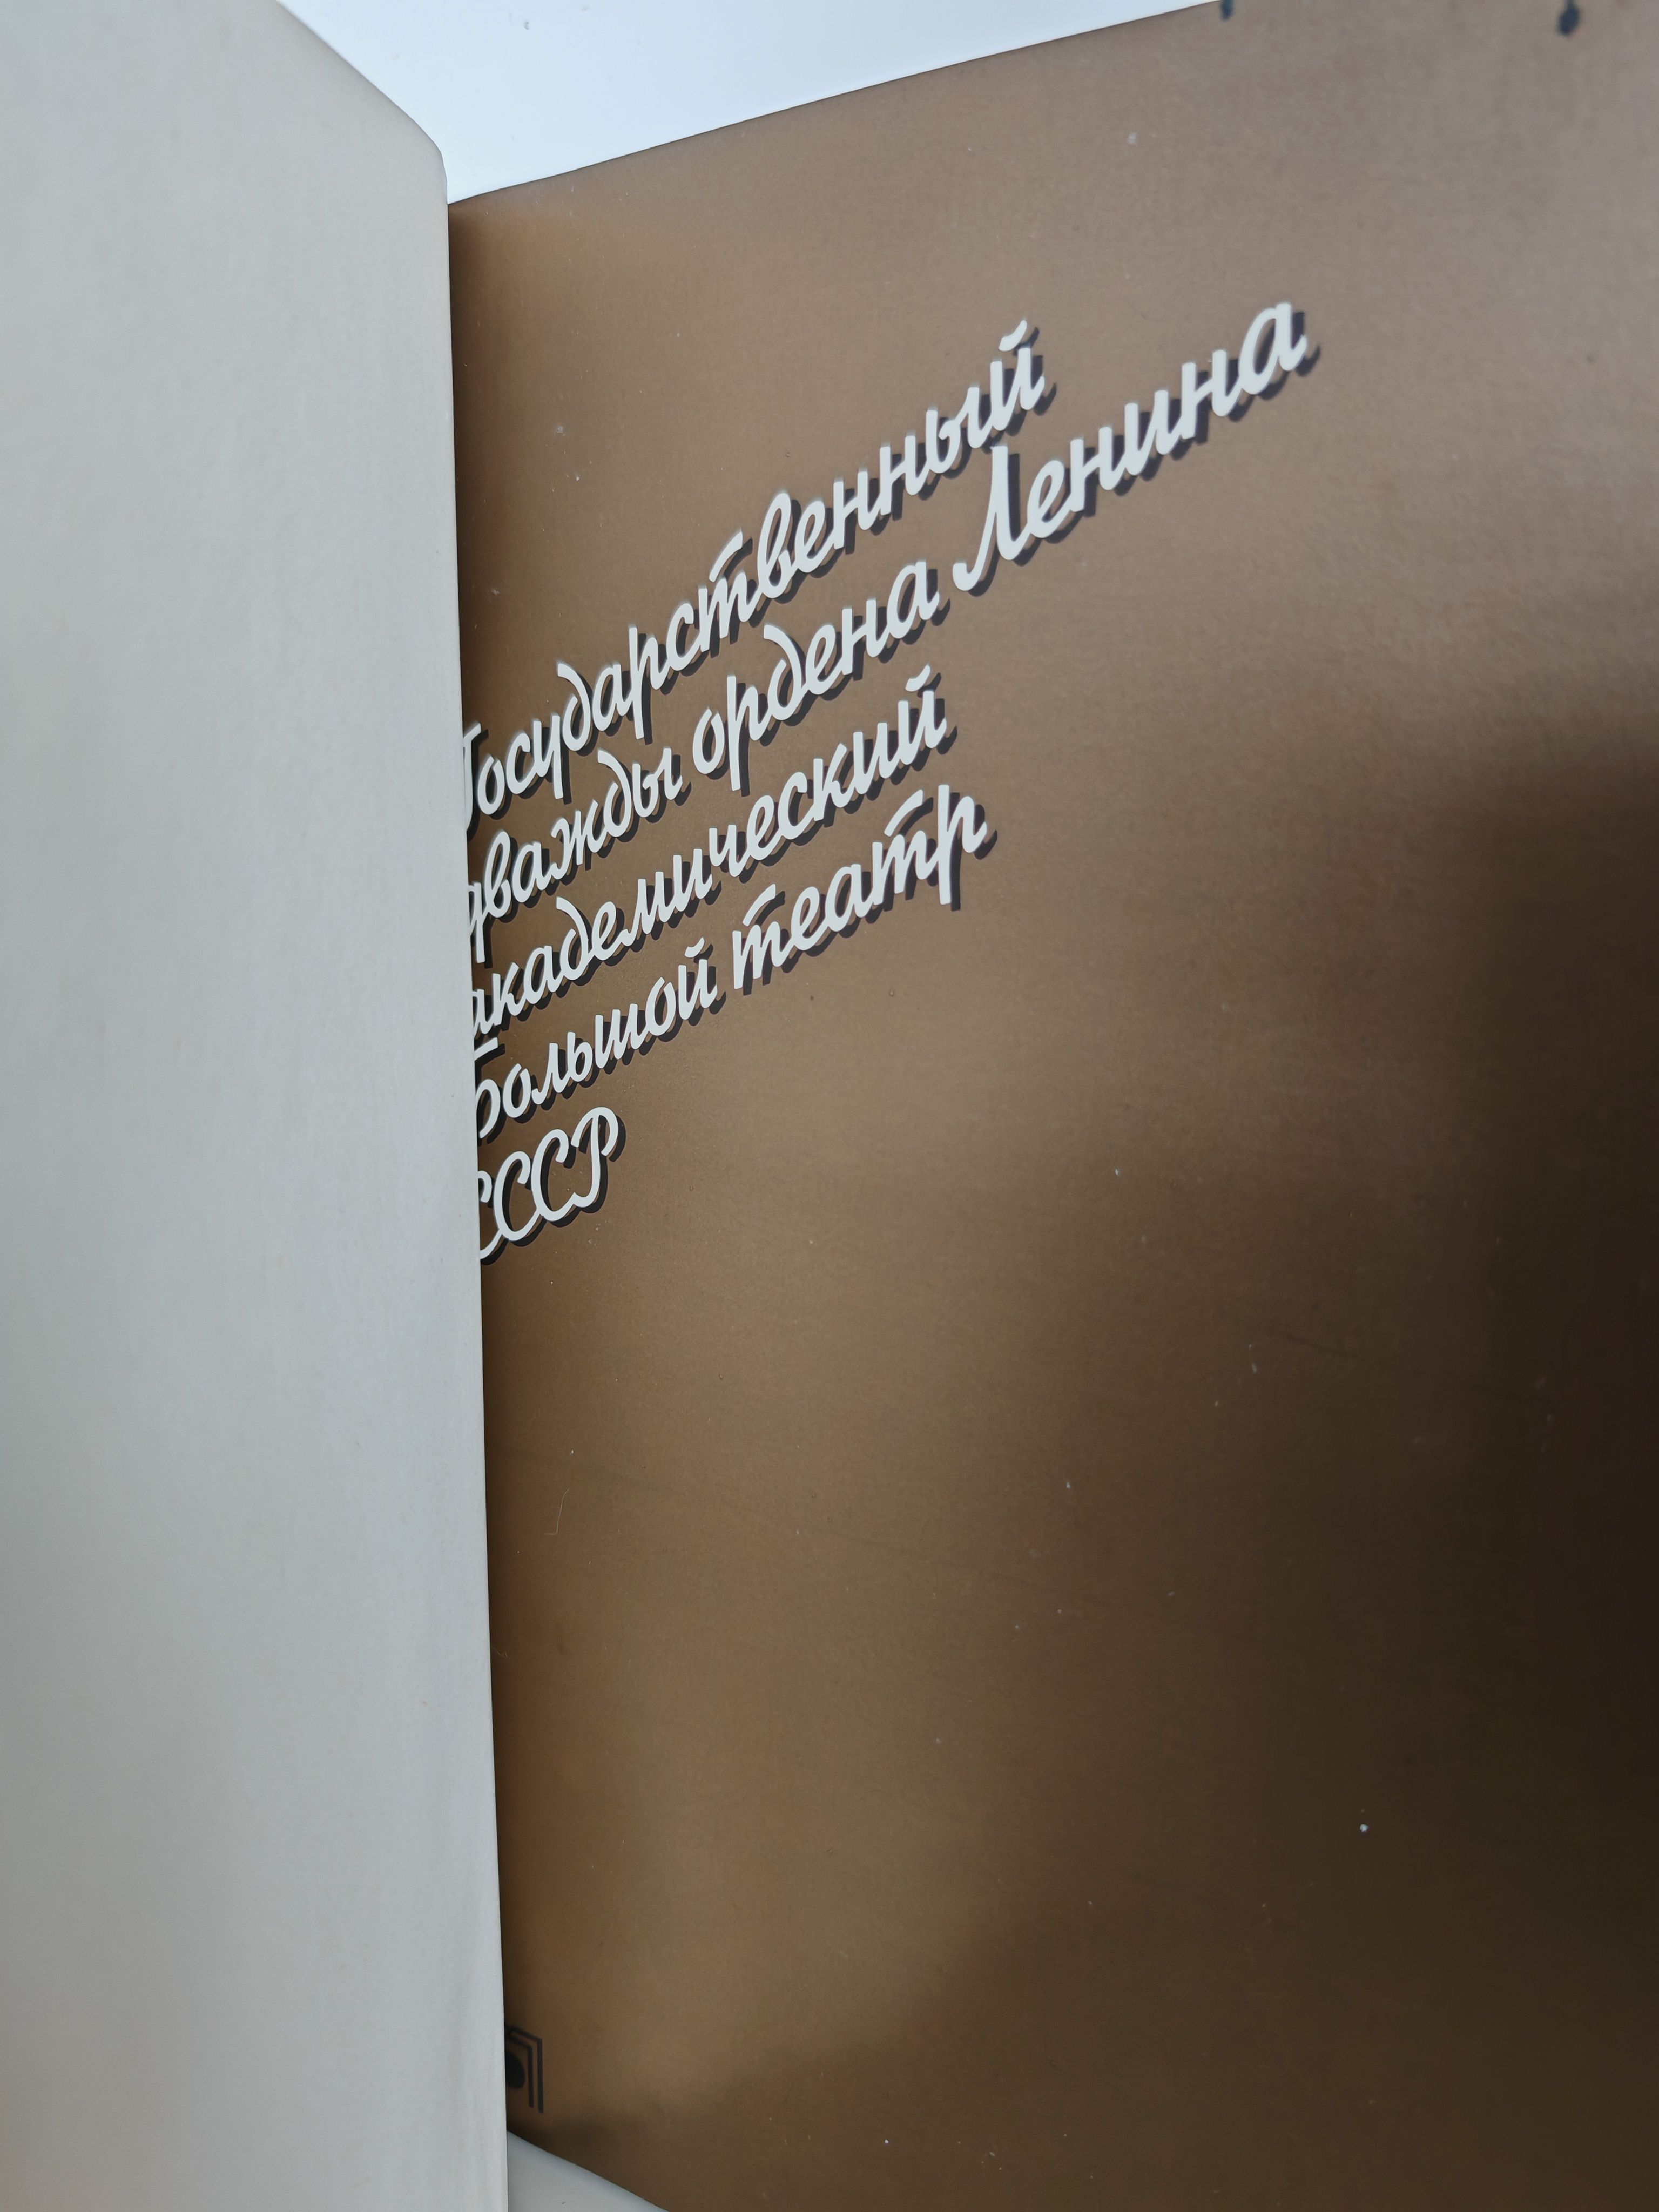 Государственный
дважды ордена Ленина
академический
Большой театр
СССР